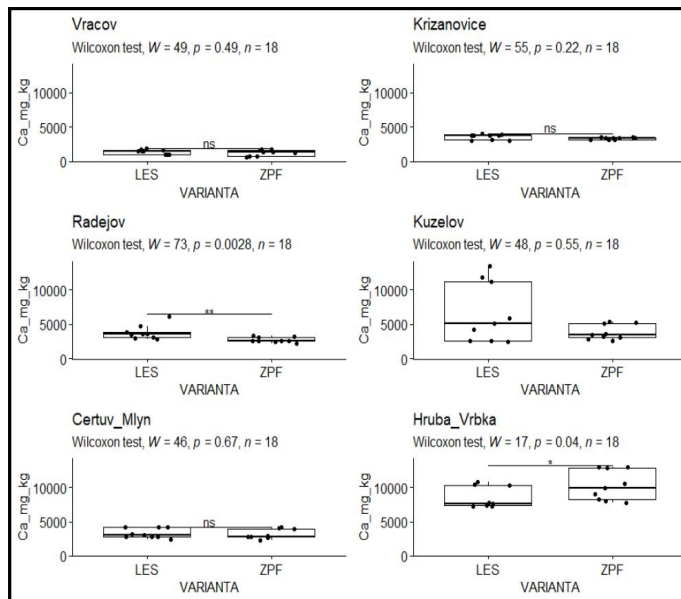 Vracov
Wilcoxon test, W = 49, p = 0.49, n = 18
Ca_mg_kg
10000
5000
0
ns
LES ZPF
VARIANTA
Krizanovice
Wilcoxon test, W = 55, p = 0.22, n = 18
Ca_mg_kg
10000
5000
0
ns
LES ZPF
VARIANTA
Radejov
Wilcoxon test, W = 73, p = 0.0028, n = 18
Ca_mg_kg
10000
5000
0
**
LES ZPF
VARIANTA
Kuzelov
Wilcoxon test, W = 48, p = 0.55, n = 18
Ca_mg_kg
10000
5000
0
LES ZPF
VARIANTA
Certuv_Mlyn
Wilcoxon test, W = 46, p = 0.67, n = 18
Ca_mg_kg
10000
5000
0
ns
LES ZPF
VARIANTA
Hruba_Vrbka
Wilcoxon test, W = 17, p = 0.04, n = 18
Ca_mg_kg
10000
5000
0
*
LES ZPF
VARIANTA